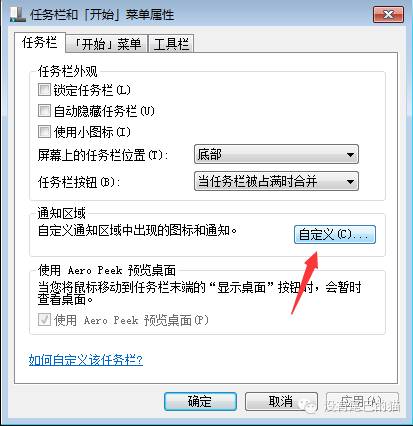 任务栏和「开始」菜单属性
任务栏 「开始」菜单 工具栏
任务栏外观
锁定任务栏(L)
自动隐藏任务栏(U)
使用小图标(I)
屏幕上的任务栏位置(T): 底部
任务栏按钮(B): 当任务栏被占满时合并
通知区域
自定义通知区域中出现的图标和通知。 自定义(C)...
使用 Aero Peek 预览桌面
当您将鼠标移动到任务栏末端的“显示桌面”按钮时，会暂时
查看桌面。
使用 Aero Peek 预览桌面(P)
如何自定义该任务栏?
确定 取消 应用(A)
没有尾巴的猫